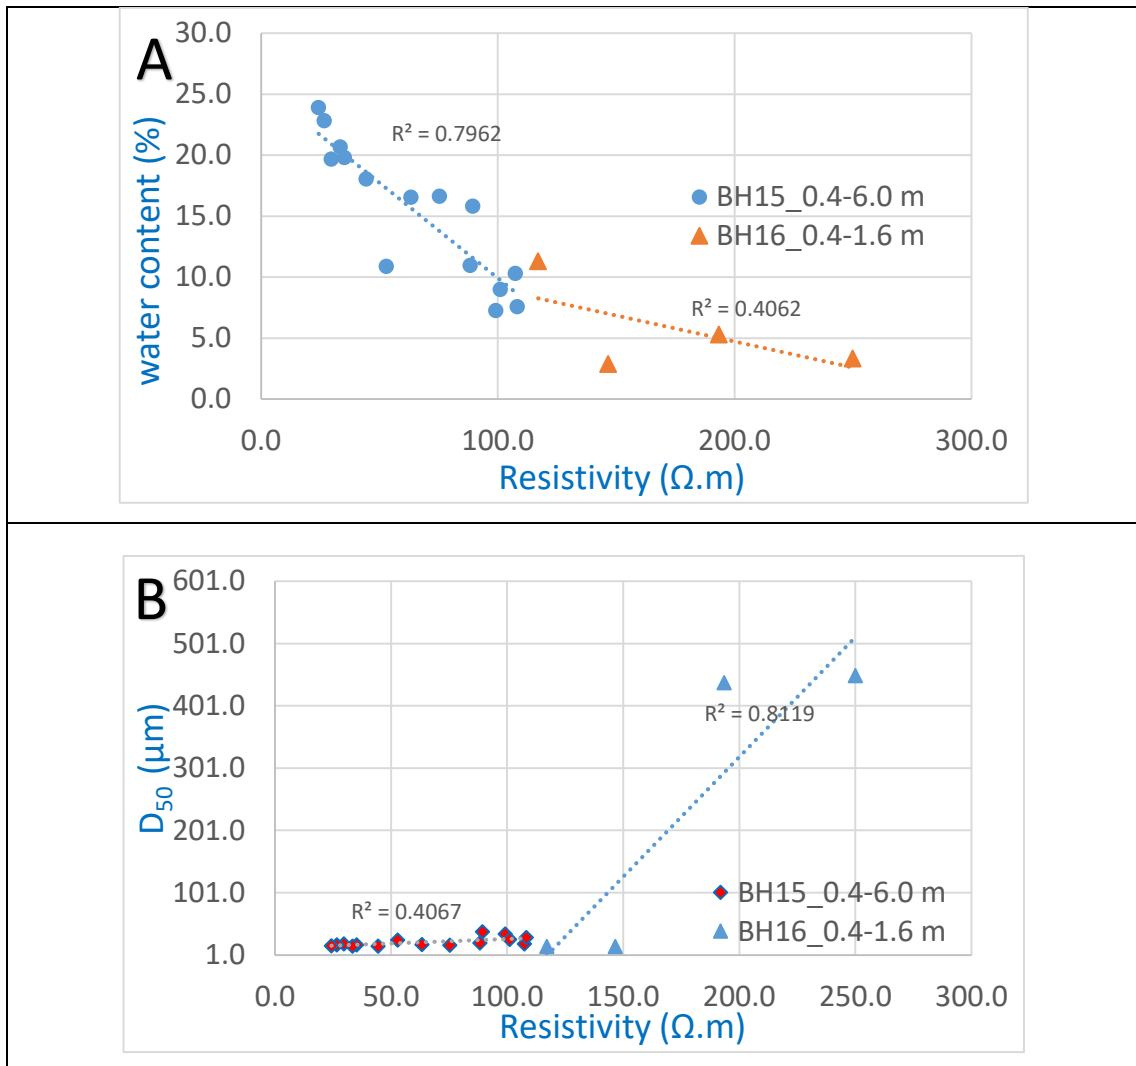 A
30.0
25.0
20.0
15.0
10.0
5.0
0.0
water content (%)
R² = 0.7962
BH15_0.4-6.0 m
BH16_0.4-1.6 m
R² = 0.4062
0.0 100.0 200.0 300.0
Resistivity (Ω.m)
B
601.0
501.0
401.0
301.0
201.0
101.0
1.0
D₅₀ (µm)
R² = 0.8119
R² = 0.4067
BH15_0.4-6.0 m
BH16_0.4-1.6 m
0.0 50.0 100.0 150.0 200.0 250.0 300.0
Resistivity (Ω.m)